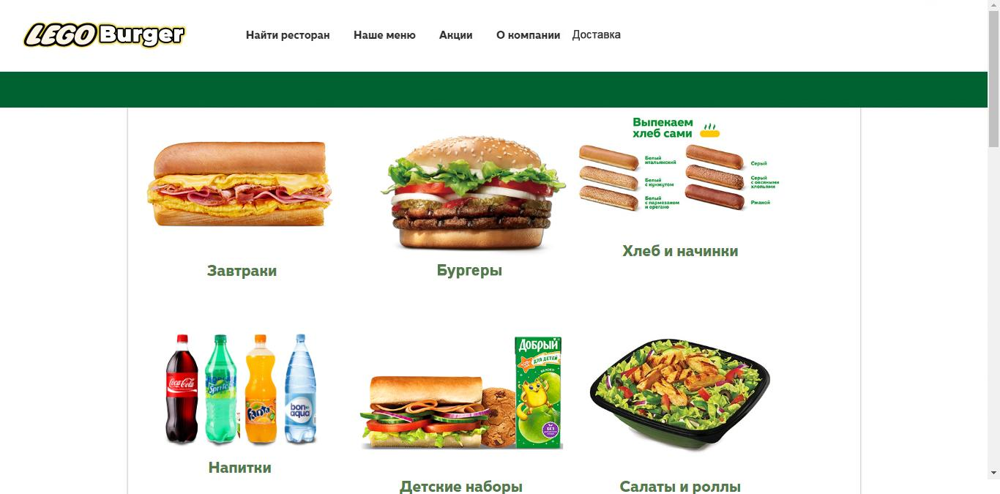 LEGO Burger
Найти ресторан
Наше меню
Акции
О компании
Доставка
Выпекаем
хлеб сами
Белый
итальянский
Белый
с кунжутом
Белый
с пармезаном
и орегано
Серый
Серый
с овсяными
хлопьями
Ржаной
Завтраки
Бургеры
Хлеб и начинки
Coca-Cola
Sprite
Fanta
bon
aqua
Добрый
ДЛЯ ДЕТЕЙ
ЯБЛОКО
БЕЗ
Напитки
Детские наборы
Салаты и роллы